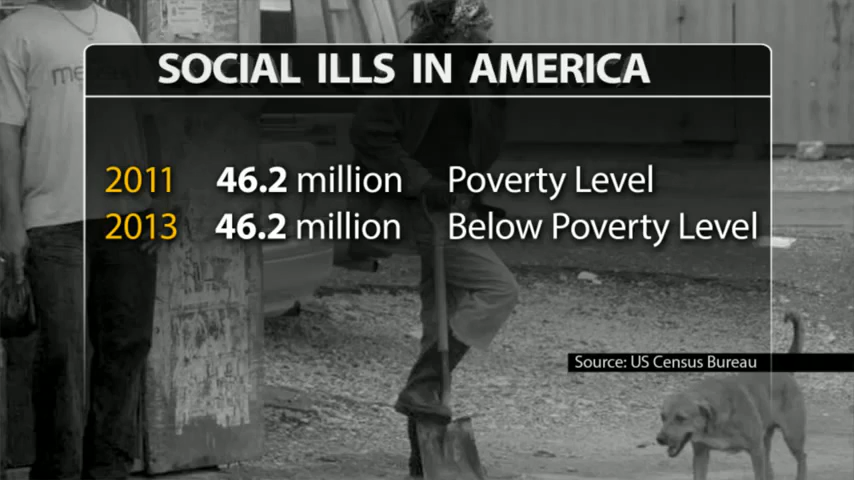 SOCIAL ILLS IN AMERICA
2011 46.2 million Poverty Level
2013 46.2 million Below Poverty Level
Source: US Census Bureau